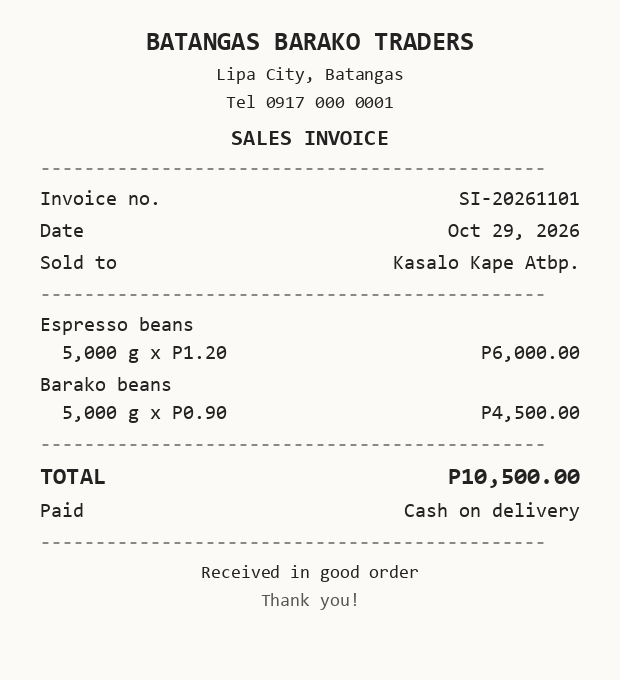 BATANGAS BARAKO TRADERS
Lipa City, Batangas
Tel 0917 000 0001
SALES INVOICE
----------------------------------------------
Invoice no. SI-20261101
Date Oct 29, 2026
Sold to Kasalo Kape Atbp.
----------------------------------------------
Espresso beans
5,000 g x P1.20 P6,000.00
Barako beans
5,000 g x P0.90 P4,500.00
----------------------------------------------
TOTAL P10,500.00
Paid Cash on delivery
----------------------------------------------
Received in good order
Thank you!